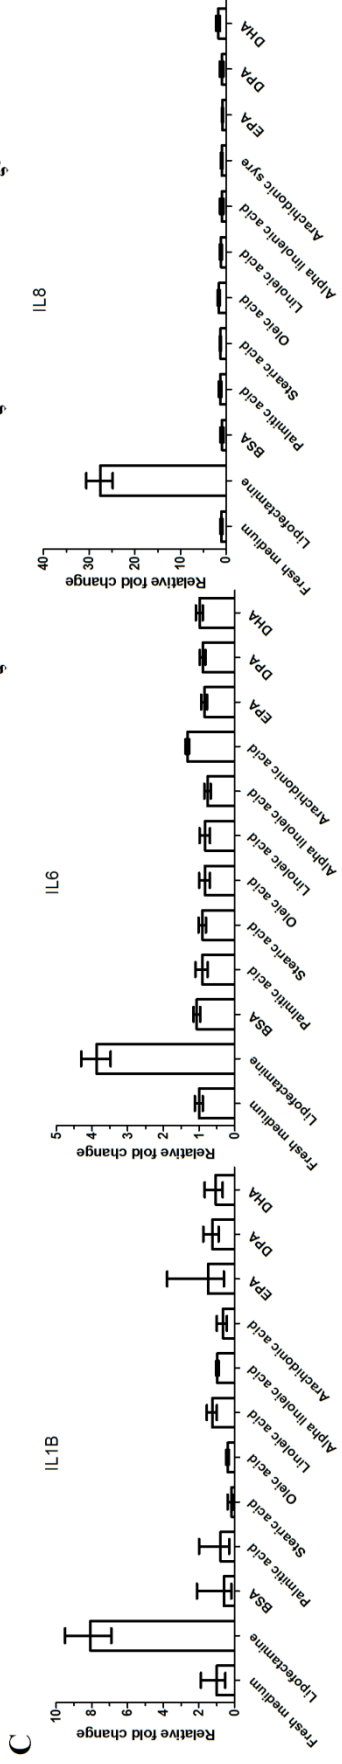 C
IL1B
Relative fold change
10
8
6
4
2
0
Fresh medium
Lipofectamine
BSA
Palmitic acid
Stearic acid
Oleic acid
Linoleic acid
Alpha linoleic acid
Arachidonic acid
EPA
DPA
DHA
IL6
Relative fold change
5
4
3
2
1
0
Fresh medium
Lipofectamine
BSA
Palmitic acid
Stearic acid
Oleic acid
Linoleic acid
Alpha linoleic acid
Arachidonic acid
EPA
DPA
DHA
IL8
Relative fold change
40
30
20
10
0
Fresh medium
Lipofectamine
BSA
Palmitic acid
Stearic acid
Oleic acid
Linoleic acid
Alpha linolenic acid
Arachidonic syre
EPA
DPA
DHA